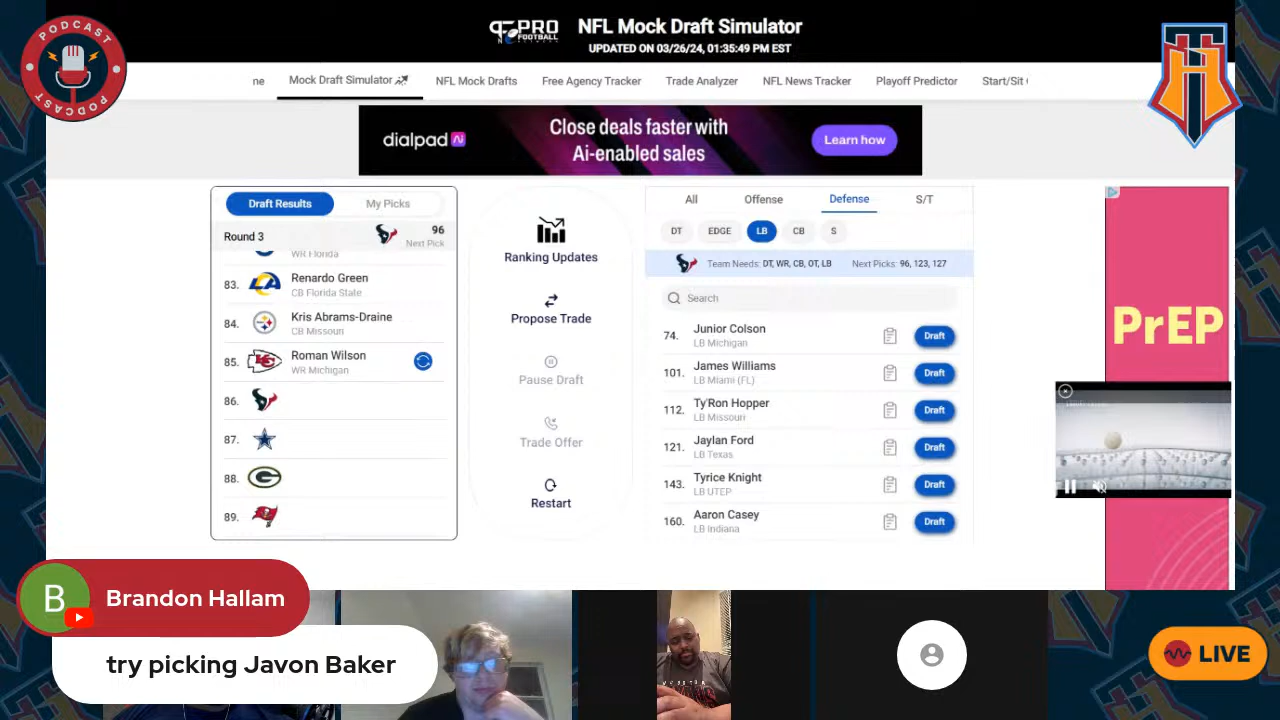 PODCAST
PODCAST
PRO
FOOTBALL
NFL Mock Draft Simulator
UPDATED ON 03/26/24, 01:35:49 PM EST
ne
Mock Draft Simulator
NFL Mock Drafts
Free Agency Tracker
Trade Analyzer
NFL News Tracker
Playoff Predictor
Start/Sit
dialpad
Close deals faster with
Ai-enabled sales
Learn how
Draft Results
My Picks
Round 3
96
Next Pick
WR Florida
83.
Renardo Green
CB Florida State
84.
Kris Abrams-Draine
CB Missouri
85.
Roman Wilson
WR Michigan
86.
87.
88.
89.
Ranking Updates
Propose Trade
Pause Draft
Trade Offer
Restart
All
Offense
Defense
S/T
DT
EDGE
LB
CB
S
Team Needs: DT, WR, CB, OT, LB
Next Picks: 96, 123, 127
Search
74.
Junior Colson
LB Michigan
Draft
101.
James Williams
LB Miami (FL)
Draft
112.
Ty'Ron Hopper
LB Missouri
Draft
121.
Jaylan Ford
LB Texas
Draft
143.
Tyrice Knight
LB UTEP
Draft
160.
Aaron Casey
LB Indiana
Draft
PrEP
B
Brandon Hallam
try picking Javon Baker
LIVE